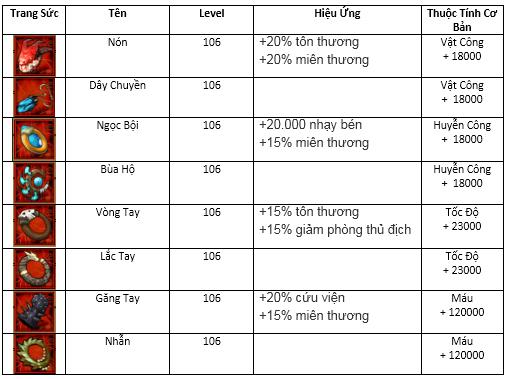 Trang Sức Tên Level Hiệu Ứng Thuộc Tính Cơ
Bản
Nón 106 +20% tôn thương Vật Công
+20% miên thương + 18000
Dây Chuyền 106 Vật Công
+ 18000
Ngọc Bội 106 +20.000 nhạy bén Huyễn Công
+15% miên thương + 18000
Bùa Hộ 106 Huyễn Công
+ 18000
Vòng Tay 106 +15% tôn thương Tốc Độ
+15% giảm phòng thủ địch + 23000
Lắc Tay 106 Tốc Độ
+ 23000
Găng Tay 106 +20% cứu viện Máu
+15% miên thương + 120000
Nhẫn 106 Máu
+ 120000